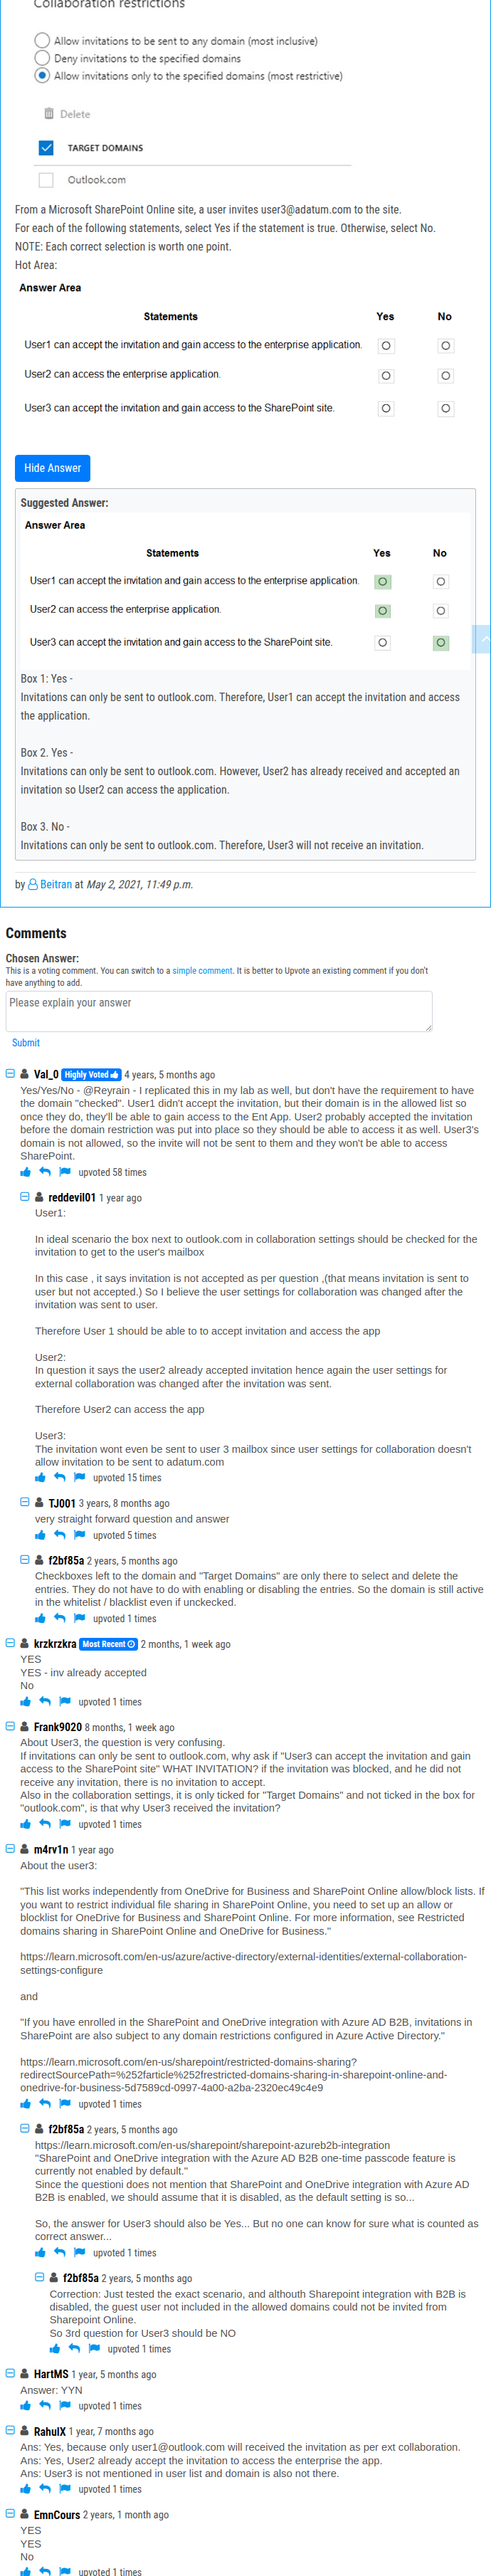 Collaboration restrictions
Allow invitations to be sent to any domain (most inclusive)
Deny invitations to the specified domains
Allow invitations only to the specified domains (most restrictive)
Delete
TARGET DOMAINS
Outlook.com
From a Microsoft SharePoint Online site, a user invites user3@adatum.com to the site.
For each of the following statements, select Yes if the statement is true. Otherwise, select No.
NOTE: Each correct selection is worth one point.
Hot Area:
Answer Area
Statements Yes No
User1 can accept the invitation and gain access to the enterprise application.
User2 can access the enterprise application.
User3 can accept the invitation and gain access to the SharePoint site.
Hide Answer
Suggested Answer:
Answer Area
Statements Yes No
User1 can accept the invitation and gain access to the enterprise application.
User2 can access the enterprise application.
User3 can accept the invitation and gain access to the SharePoint site.
Box 1: Yes -
Invitations can only be sent to outlook.com. Therefore, User1 can accept the invitation and access
the application.
Box 2. Yes -
Invitations can only be sent to outlook.com. However, User2 has already received and accepted an
invitation so User2 can access the application.
Box 3. No -
Invitations can only be sent to outlook.com. Therefore, User3 will not receive an invitation.
by Beitran at May 2, 2021, 11:49 p.m.
Comments
Chosen Answer:
This is a voting comment. You can switch to a simple comment. It is better to Upvote an existing comment if you don't
have anything to add.
Please explain your answer
Submit
Val_0 Highly Voted 4 years, 5 months ago
Yes/Yes/No - @Reyrain - I replicated this in my lab as well, but don't have the requirement to have
the domain "checked". User1 didn't accept the invitation, but their domain is in the allowed list so
once they do, they'll be able to gain access to the Ent App. User2 probably accepted the invitation
before the domain restriction was put into place so they should be able to access it as well. User3's
domain is not allowed, so the invite will not be sent to them and they won't be able to access
SharePoint.
upvoted 58 times
reddevil01 1 year ago
User1:
In ideal scenario the box next to outlook.com in collaboration settings should be checked for the
invitation to get to the user's mailbox
In this case , it says invitation is not accepted as per question ,(that means invitation is sent to
user but not accepted.) So I believe the user settings for collaboration was changed after the
invitation was sent to user.
Therefore User 1 should be able to to accept invitation and access the app
User2:
In question it says the user2 already accepted invitation hence again the user settings for
external collaboration was changed after the invitation was sent.
Therefore User2 can access the app
User3:
The invitation wont even be sent to user 3 mailbox since user settings for collaboration doesn't
allow invitation to be sent to adatum.com
upvoted 15 times
TJ001 3 years, 8 months ago
very straight forward question and answer
upvoted 5 times
f2bf85a 2 years, 5 months ago
Checkboxes left to the domain and "Target Domains" are only there to select and delete the
entries. They do not have to do with enabling or disabling the entries. So the domain is still active
in the whitelist / blacklist even if unckecked.
upvoted 1 times
krzkrzkra Most Recent 2 months, 1 week ago
YES
YES - inv already accepted
No
upvoted 1 times
Frank9020 8 months, 1 week ago
About User3, the question is very confusing.
If invitations can only be sent to outlook.com, why ask if "User3 can accept the invitation and gain
access to the SharePoint site" WHAT INVITATION? if the invitation was blocked, and he did not
receive any invitation, there is no invitation to accept.
Also in the collaboration settings, it is only ticked for "Target Domains" and not ticked in the box for
"outlook.com", is that why User3 received the invitation?
upvoted 1 times
m4rv1n 1 year ago
About the user3:
"This list works independently from OneDrive for Business and SharePoint Online allow/block lists. If
you want to restrict individual file sharing in SharePoint Online, you need to set up an allow or
blocklist for OneDrive for Business and SharePoint Online. For more information, see Restricted
domains sharing in SharePoint Online and OneDrive for Business."
https://learn.microsoft.com/en-us/azure/active-directory/external-identities/external-collaboration-
settings-configure
and
"If you have enrolled in the SharePoint and OneDrive integration with Azure AD B2B, invitations in
SharePoint are also subject to any domain restrictions configured in Azure Active Directory."
https://learn.microsoft.com/en-us/sharepoint/restricted-domains-sharing?
redirectSourcePath=%252farticle%252frestricted-domains-sharing-in-sharepoint-online-and-
onedrive-for-business-5d7589cd-0997-4a00-a2ba-2320ec49c4e9
upvoted 1 times
f2bf85a 2 years, 5 months ago
https://learn.microsoft.com/en-us/sharepoint/sharepoint-azureb2b-integration
"SharePoint and OneDrive integration with the Azure AD B2B one-time passcode feature is
currently not enabled by default."
Since the questioni does not mention that SharePoint and OneDrive integration with Azure AD
B2B is enabled, we should assume that it is disabled, as the default setting is so...
So, the answer for User3 should also be Yes... But no one can know for sure what is counted as
correct answer...
upvoted 1 times
f2bf85a 2 years, 5 months ago
Correction: Just tested the exact scenario, and althouth Sharepoint integration with B2B is
disabled, the guest user not included in the allowed domains could not be invited from
Sharepoint Online.
So 3rd question for User3 should be NO
upvoted 1 times
HartMS 1 year, 5 months ago
Answer: YYN
upvoted 1 times
RahulX 1 year, 7 months ago
Ans: Yes, because only user1@outlook.com will received the invitation as per ext collaboration.
Ans: Yes, User2 already accept the invitation to access the enterprise the app.
Ans: User3 is not mentioned in user list and domain is also not there.
upvoted 1 times
EmnCours 2 years, 1 month ago
YES
YES
No
upvoted 1 times